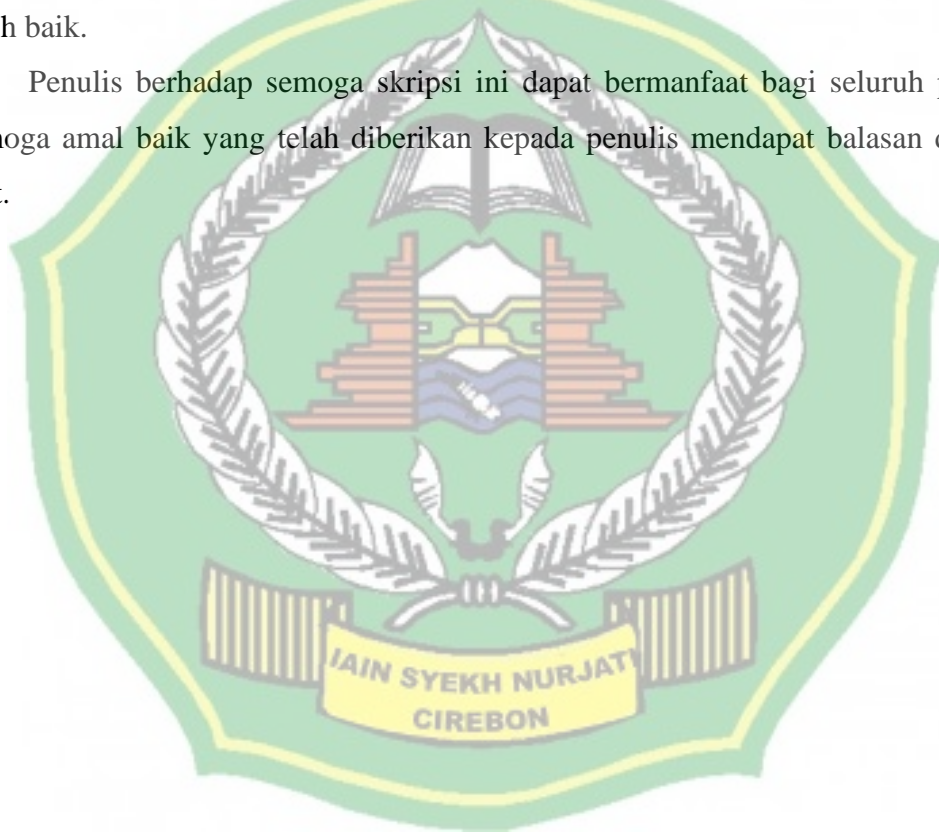 h baik.
Penulis berhadap semoga skripsi ini dapat bermanfaat bagi seluruh
oga amal baik yang telah diberikan kepada penulis mendapat balasan
.
IAIN SYEKH NURJATI
CIREBON